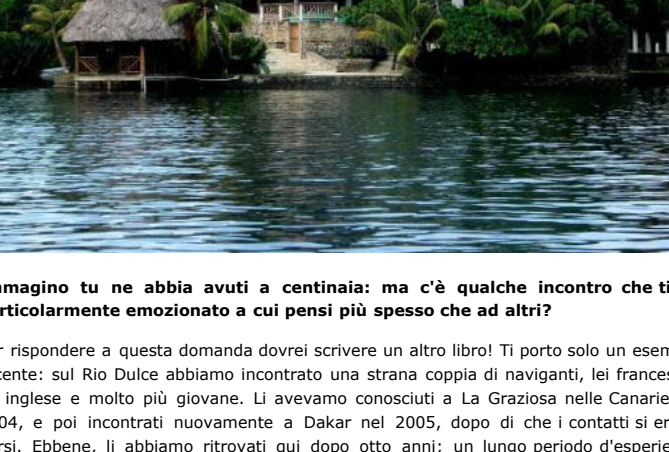 mmagino tu ne abbia avuti a centinaia: ma c'è qualche incontro che ti
rticolarmente emozionato a cui pensi più spesso che ad altri?
r rispondere a questa domanda dovrei scrivere un altro libro! Ti porto solo un esem
cente: sul Rio Dulce abbiamo incontrato una strana coppia di naviganti, lei frances
inglese e molto più giovane. Li avevamo conosciuti a La Graziosa nelle Canarie
04, e poi incontrati nuovamente a Dakar nel 2005, dopo di che i contatti si er
rsi. Ebbene, li abbiamo ritrovati qui dopo otto anni; un lungo periodo d'esperie